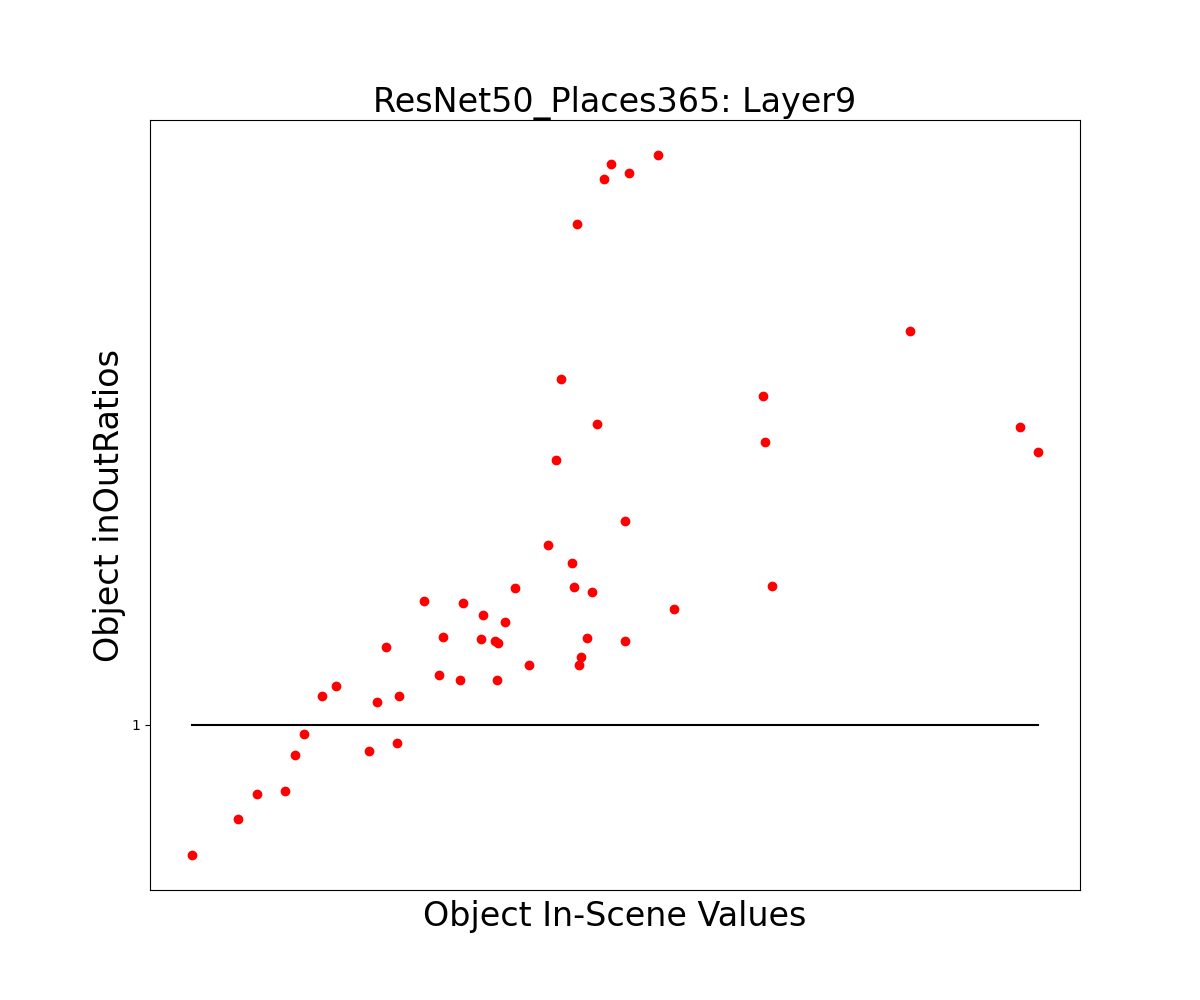 ResNet50_Places365: Layer9
Object inOutRatios
1
Object In-Scene Values